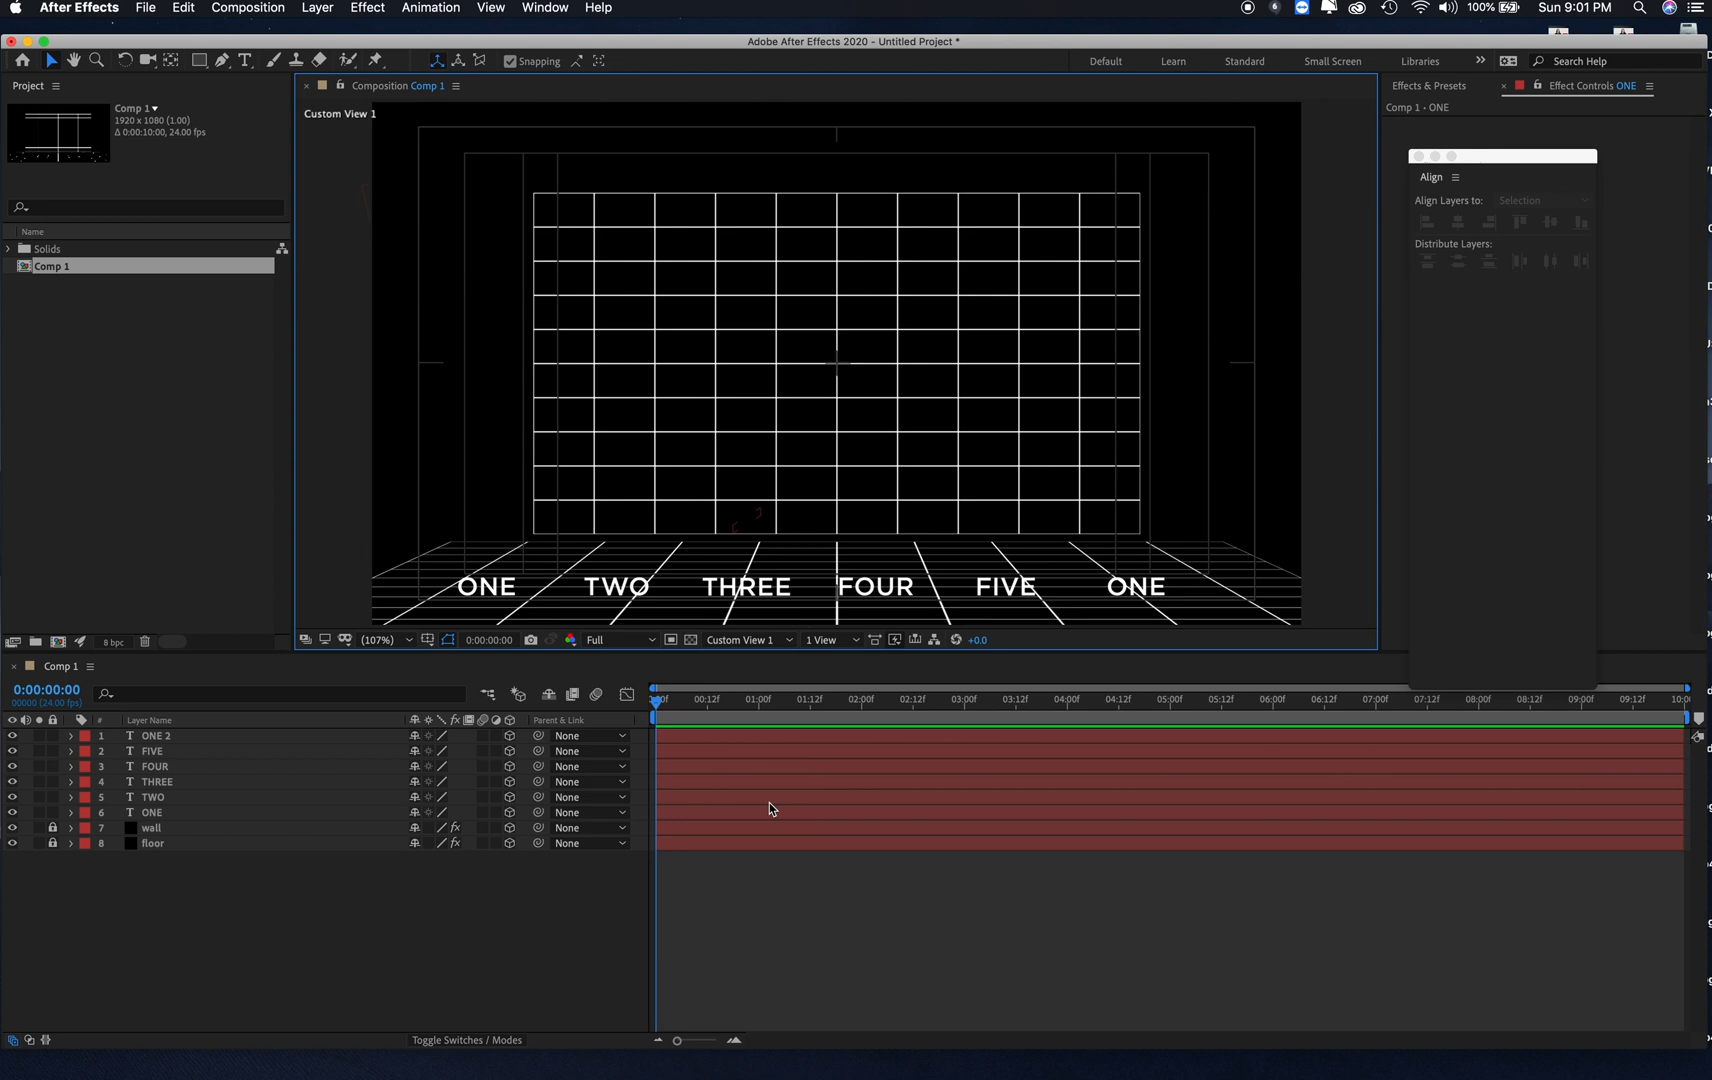 After Effects File Edit Composition Layer Effect Animation View Window Help
100% Sun 9:01 PM
Adobe After Effects 2020 - Untitled Project *
Snapping Default Learn Standard Small Screen Libraries Search Help
Project
Composition Comp 1
Effects & Presets Effect Controls ONE
Comp 1 • ONE
Comp 1
1920 x 1080 (1.00)
Δ 0:00:10:00, 24.00 fps
Custom View 1
Align
Align Layers to: Selection
Distribute Layers:
Name
Solids
Comp 1
ONE TWO THREE FOUR FIVE ONE
8 bpc
(107%) 0:00:00:00 Full Custom View 1 1 View +0.0
Comp 1
0:00:00:00
00000 (24.00 fps)
00:12f 01:00f 01:12f 02:00f 02:12f 03:00f 03:12f 04:00f 04:12f 05:00f 05:12f 06:00f 06:12f 07:00f 07:12f 08:00f 08:12f 09:00f 09:12f
# Layer Name Parent & Link
1 T ONE 2 None
2 T FIVE None
3 T FOUR None
4 T THREE None
5 T TWO None
6 T ONE None
7 wall fx None
8 floor fx None
Toggle Switches / Modes